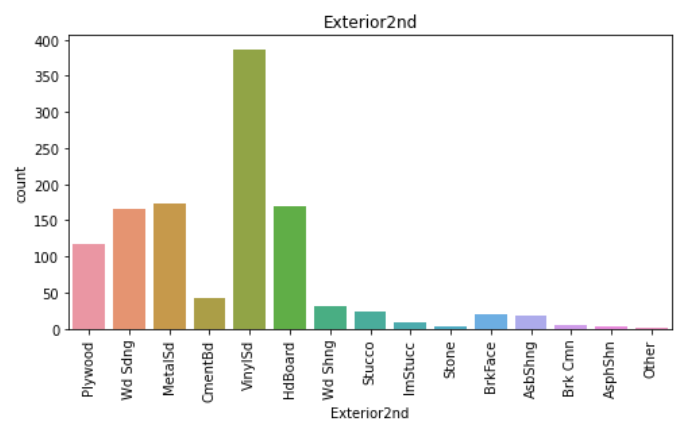 Exterior2nd
400
350
300
250
200
150
100
50
0
count
Plywood
Wd Sdng
MetalSd
CmentBd
VinylSd
HdBoard
Wd Shng
Stucco
ImStucc
Stone
BrkFace
AsbShng
Brk Cmn
AsphShn
Other
Exterior2nd